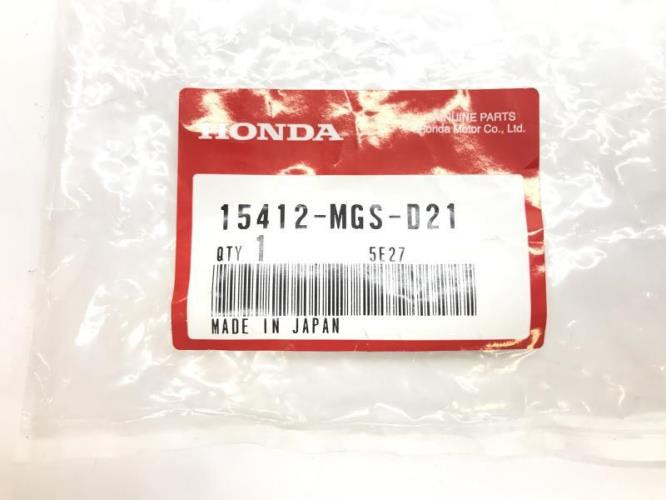 HONDA
GENUINE PARTS
Honda Motor Co., Ltd.
15412-MGS-D21
QTY 1 5E27
MADE IN JAPAN